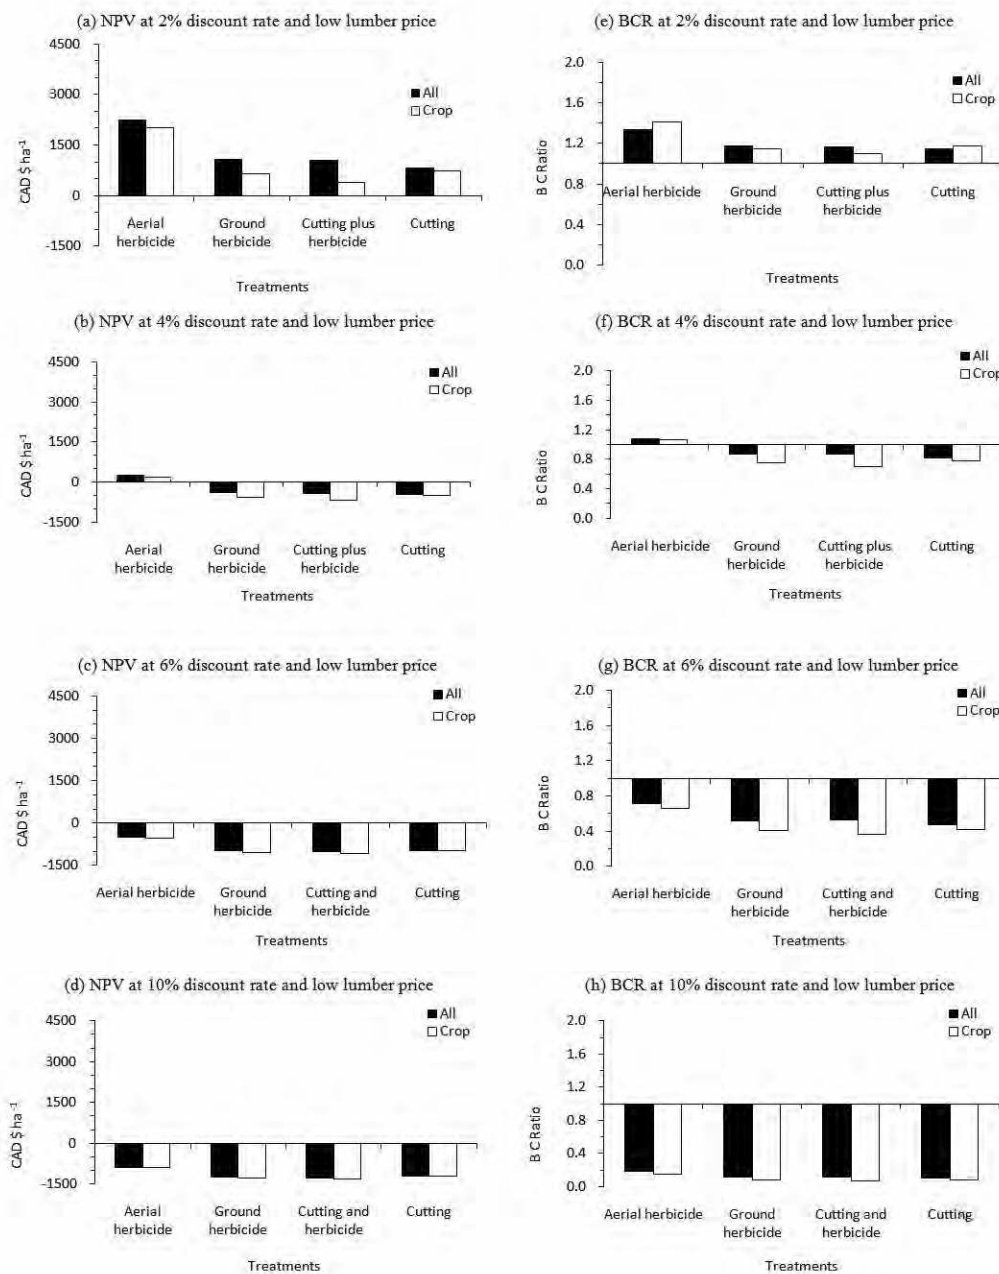 (a) NPV at 2% discount rate and low lumber price
4500
3000
1500
0
-1500
CAD $ ha-1
All
Crop
Aerial herbicide
Ground herbicide
Cutting plus herbicide
Cutting
Treatments
(e) BCR at 2% discount rate and low lumber price
2.0
1.6
1.2
0.8
0.4
0.0
B C Ratio
All
Crop
Aerial herbicide
Ground herbicide
Cutting plus herbicide
Cutting
Treatments
(b) NPV at 4% discount rate and low lumber price
4500
3000
1500
0
-1500
CAD $ ha-1
All
Crop
Aerial herbicide
Ground herbicide
Cutting plus herbicide
Cutting
Treatments
(f) BCR at 4% discount rate and low lumber price
2.0
1.6
1.2
0.8
0.4
0.0
B C Ratio
All
Crop
Aerial herbicide
Ground herbicide
Cutting plus herbicide
Cutting
Treatments
(c) NPV at 6% discount rate and low lumber price
4500
3000
1500
0
-1500
CAD $ ha-1
All
Crop
Aerial herbicide
Ground herbicide
Cutting and herbicide
Cutting
Treatments
(g) BCR at 6% discount rate and low lumber price
2.0
1.6
1.2
0.8
0.4
0.0
B C Ratio
All
Crop
Aerial herbicide
Ground herbicide
Cutting and herbicide
Cutting
Treatments
(d) NPV at 10% discount rate and low lumber price
4500
3000
1500
0
-1500
CAD $ ha-1
All
Crop
Aerial herbicide
Ground herbicide
Cutting and herbicide
Cutting
Treatments
(h) BCR at 10% discount rate and low lumber price
2.0
1.6
1.2
0.8
0.4
0.0
B C Ratio
All
Crop
Aerial herbicide
Ground herbicide
Cutting and herbicide
Cutting
Treatments